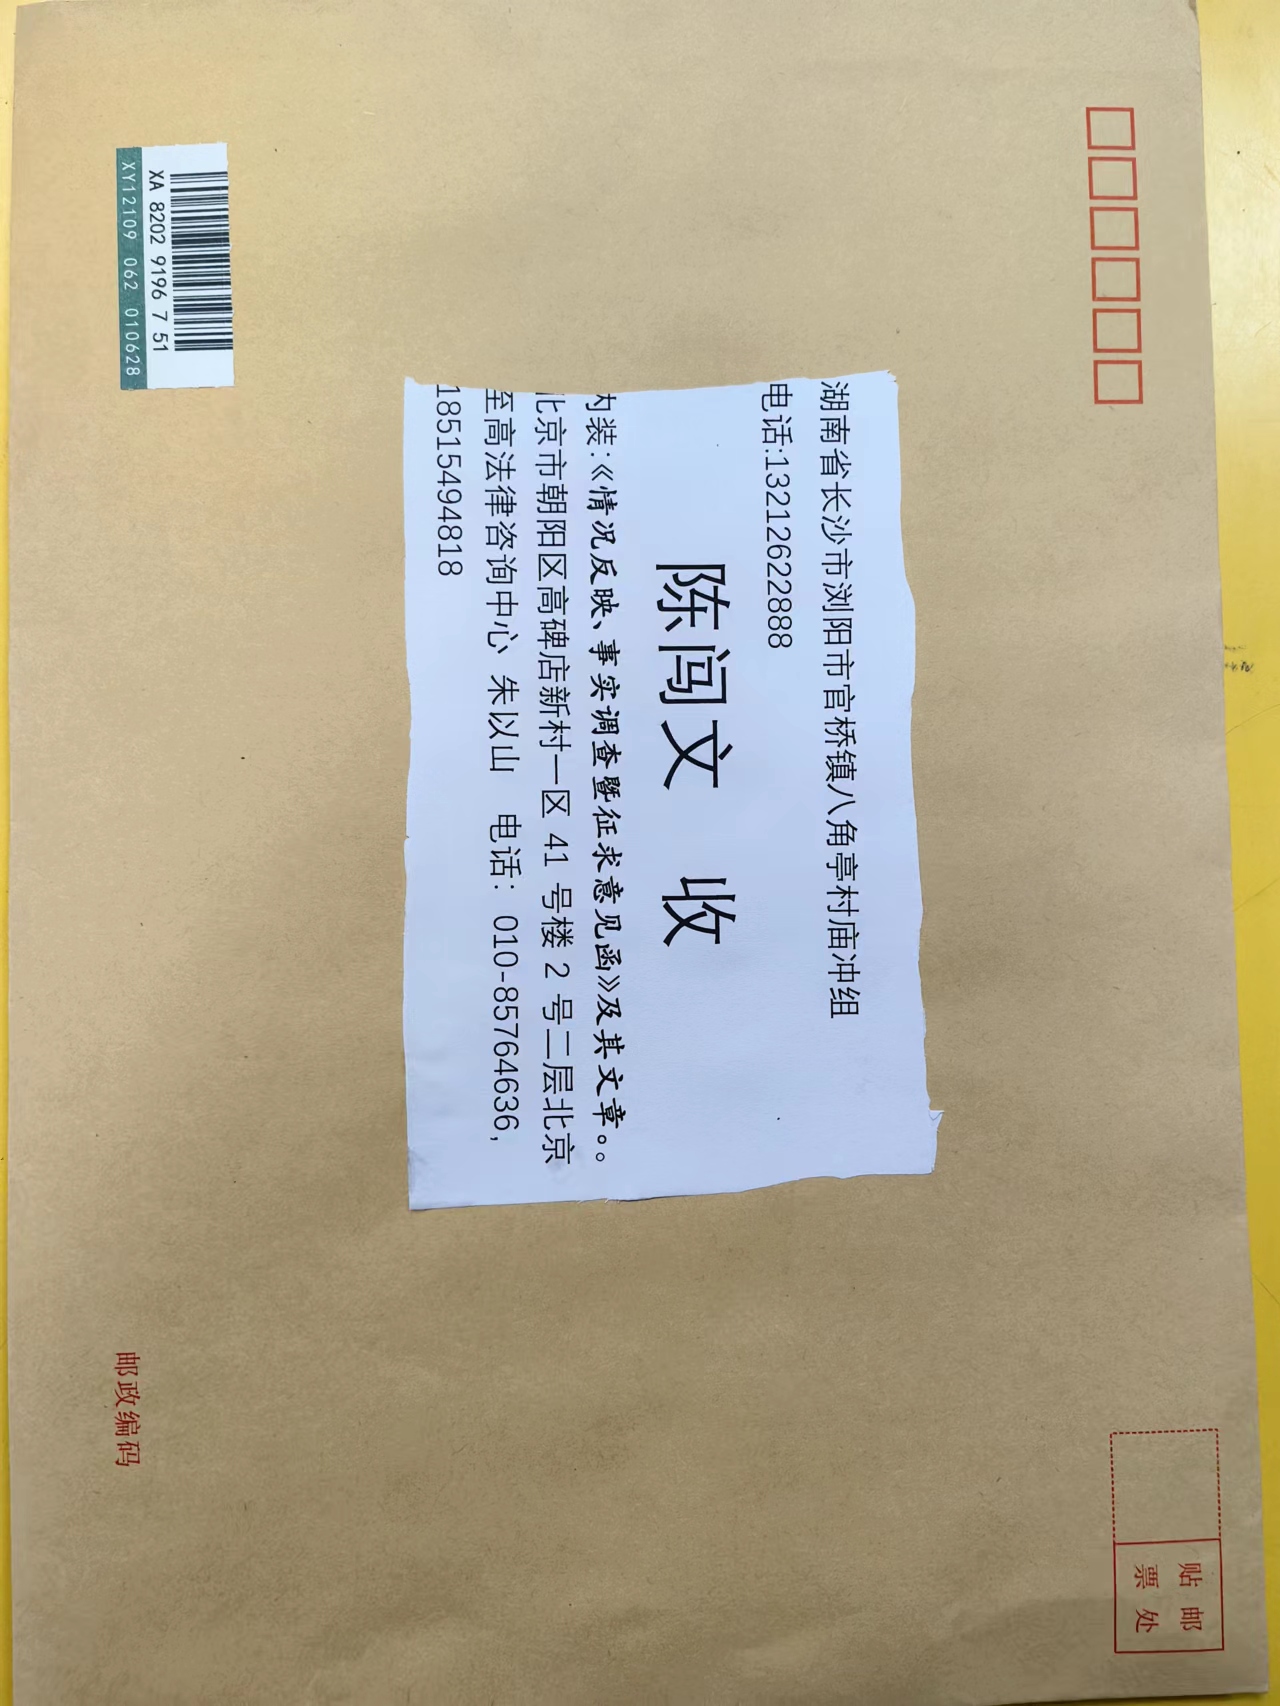 XA 8202 9196 7 51
XY12109 062 010628
湖南省长沙市浏阳市官桥镇八角亭村庙冲组
电话:13212622888
陈闯文 收
内装:《情况反映、事实调查暨征求意见函》及其文章。。
北京市朝阳区高碑店新村一区 41 号楼 2 号二层北京
至高法律咨询中心 朱以山 电话: 010-85764636,
18515494818
贴邮
票处
邮政编码